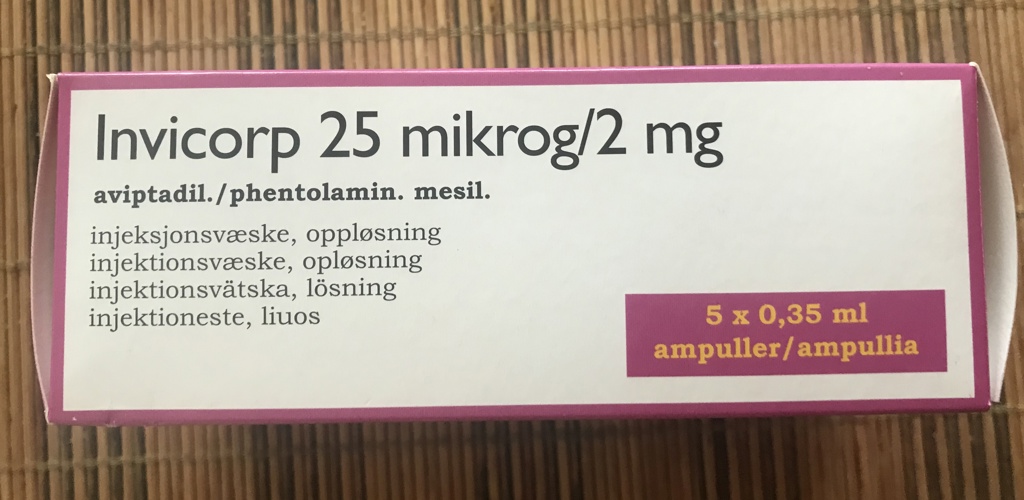 Invicorp 25 mikrog/2 mg
aviptadil./phentolamin. mesil.
injeksjonsvæske, oppløsning
injektionsvæske, opløsning
injektionsvätska, lösning
injektioneste, liuos
5 x 0,35 ml
ampuller/ampullia